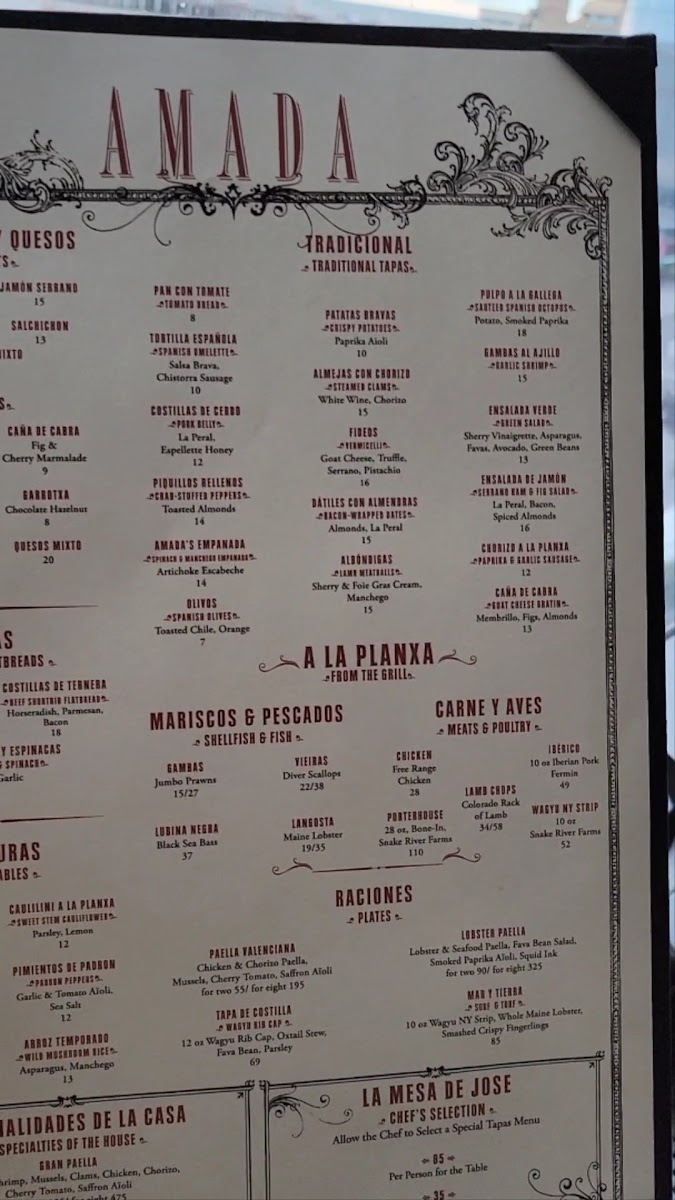 AMADA
Y QUESOS
JAMÓN SERRANO
15
SALCHICHON
13
MIXTO
CAÑA DE CABRA
Fig &
Cherry Marmalade
9
GARROTXA
Chocolate Hazelnut
8
QUESOS MIXTO
20
TRADICIONAL
TRADITIONAL TAPAS
PAN CON TOMATE
TOMATO BREAD
8
TORTILLA ESPAÑOLA
SPANISH OMELETTE
Salsa Brava,
Chistorra Sausage
10
COSTILLAS DE CERDO
PORK BELLY
La Peral,
Espellette Honey
12
PIQUILLOS RELLENOS
CRAB-STUFFED PEPPERS
Toasted Almonds
14
AMADA'S EMPANADA
SPINACH & MANCHEGO EMPANADA
Artichoke Escabeche
14
OLIVOS
SPANISH OLIVES
Toasted Chile, Orange
7
PATATAS BRAVAS
CRISPY POTATOES
Paprika Aioli
10
ALMEJAS CON CHORIZO
STEAMED CLAMS
White Wine, Chorizo
15
FIDEOS
VERMICELLI
Goat Cheese, Truffle,
Serrano, Pistachio
16
DÁTILES CON ALMENDRAS
BACON-WRAPPED DATES
Almonds, La Peral
15
ALBÓNDIGAS
LAMB MEATBALLS
Sherry & Foie Gras Cream,
Manchego
15
PULPO A LA GALLEGA
SAUTEED SPANISH OCTOPUS
Potato, Smoked Paprika
18
GAMBAS AL AJILLO
GARLIC SHRIMP
15
ENSALADA VERDE
GREEN SALAD
Sherry Vinaigrette, Asparagus,
Favas, Avocado, Green Beans
13
ENSALADA DE JAMÓN
SERRANO HAM & FIG SALAD
La Peral, Bacon,
Spiced Almonds
16
CHORIZO A LA PLANXA
PAPRIKA & GARLIC SAUSAGE
12
CAÑA DE CABRA
GOAT CHEESE GRATIN
Membrillo, Figs, Almonds
13
COSTILLAS DE TERNERA
BEEF SHORTRIB FLATBREAD
Horseradish, Parmesan,
Bacon
18
Y ESPINACAS
& SPINACH
A LA PLANXA
FROM THE GRILL
MARISCOS & PESCADOS
SHELLFISH & FISH
GAMBAS
Jumbo Prawns
15/27
VIEIRAS
Diver Scallops
22/38
LUBINA NEGRA
Black Sea Bass
37
LANGOSTA
Maine Lobster
19/35
CARNE Y AVES
MEATS & POULTRY
CHICKEN
Free Range
Chicken
28
PORTERHOUSE
28 oz, Bone-In,
Snake River Farms
110
LAMB CHOPS
Colorado Rack
of Lamb
34/58
IBÉRICO
10 oz Iberian Pork
Fermin
49
WAGYU NY STRIP
10 oz
Snake River Farms
52
CAULILINI A LA PLANXA
SWEET STEM CAULIFLOWER
Parsley, Lemon
12
PIMIENTOS DE PADRON
PADRON PEPPERS
Garlic & Tomato Aïoli,
Sea Salt
12
ARROZ TEMPORADO
WILD MUSHROOM RICE
Asparagus, Manchego
13
RACIONES
PLATES
PAELLA VALENCIANA
Chicken & Chorizo Paella,
Mussels, Cherry Tomato, Saffron Aïoli
for two 55/ for eight 195
TAPA DE COSTILLA
WAGYU RIB CAP
12 oz Wagyu Rib Cap, Oxtail Stew,
Fava Bean, Parsley
69
LOBSTER PAELLA
Lobster & Seafood Paella, Fava Bean Salad,
Smoked Paprika Aïoli, Squid Ink
for two 90/ for eight 325
MAR Y TIERRA
SURF & TURF
10 oz Wagyu NY Strip, Whole Maine Lobster,
Smashed Crispy Fingerlings
85
DE LA CASA
SPECIALTIES OF THE HOUSE
GRAN PAELLA
Mussels, Clams, Chicken, Chorizo,
Cherry Tomato, Saffron Aïoli
LA MESA DE JOSE
CHEF'S SELECTION
Allow the Chef to Select a Special Tapas Menu
85
Per Person for the Table
35